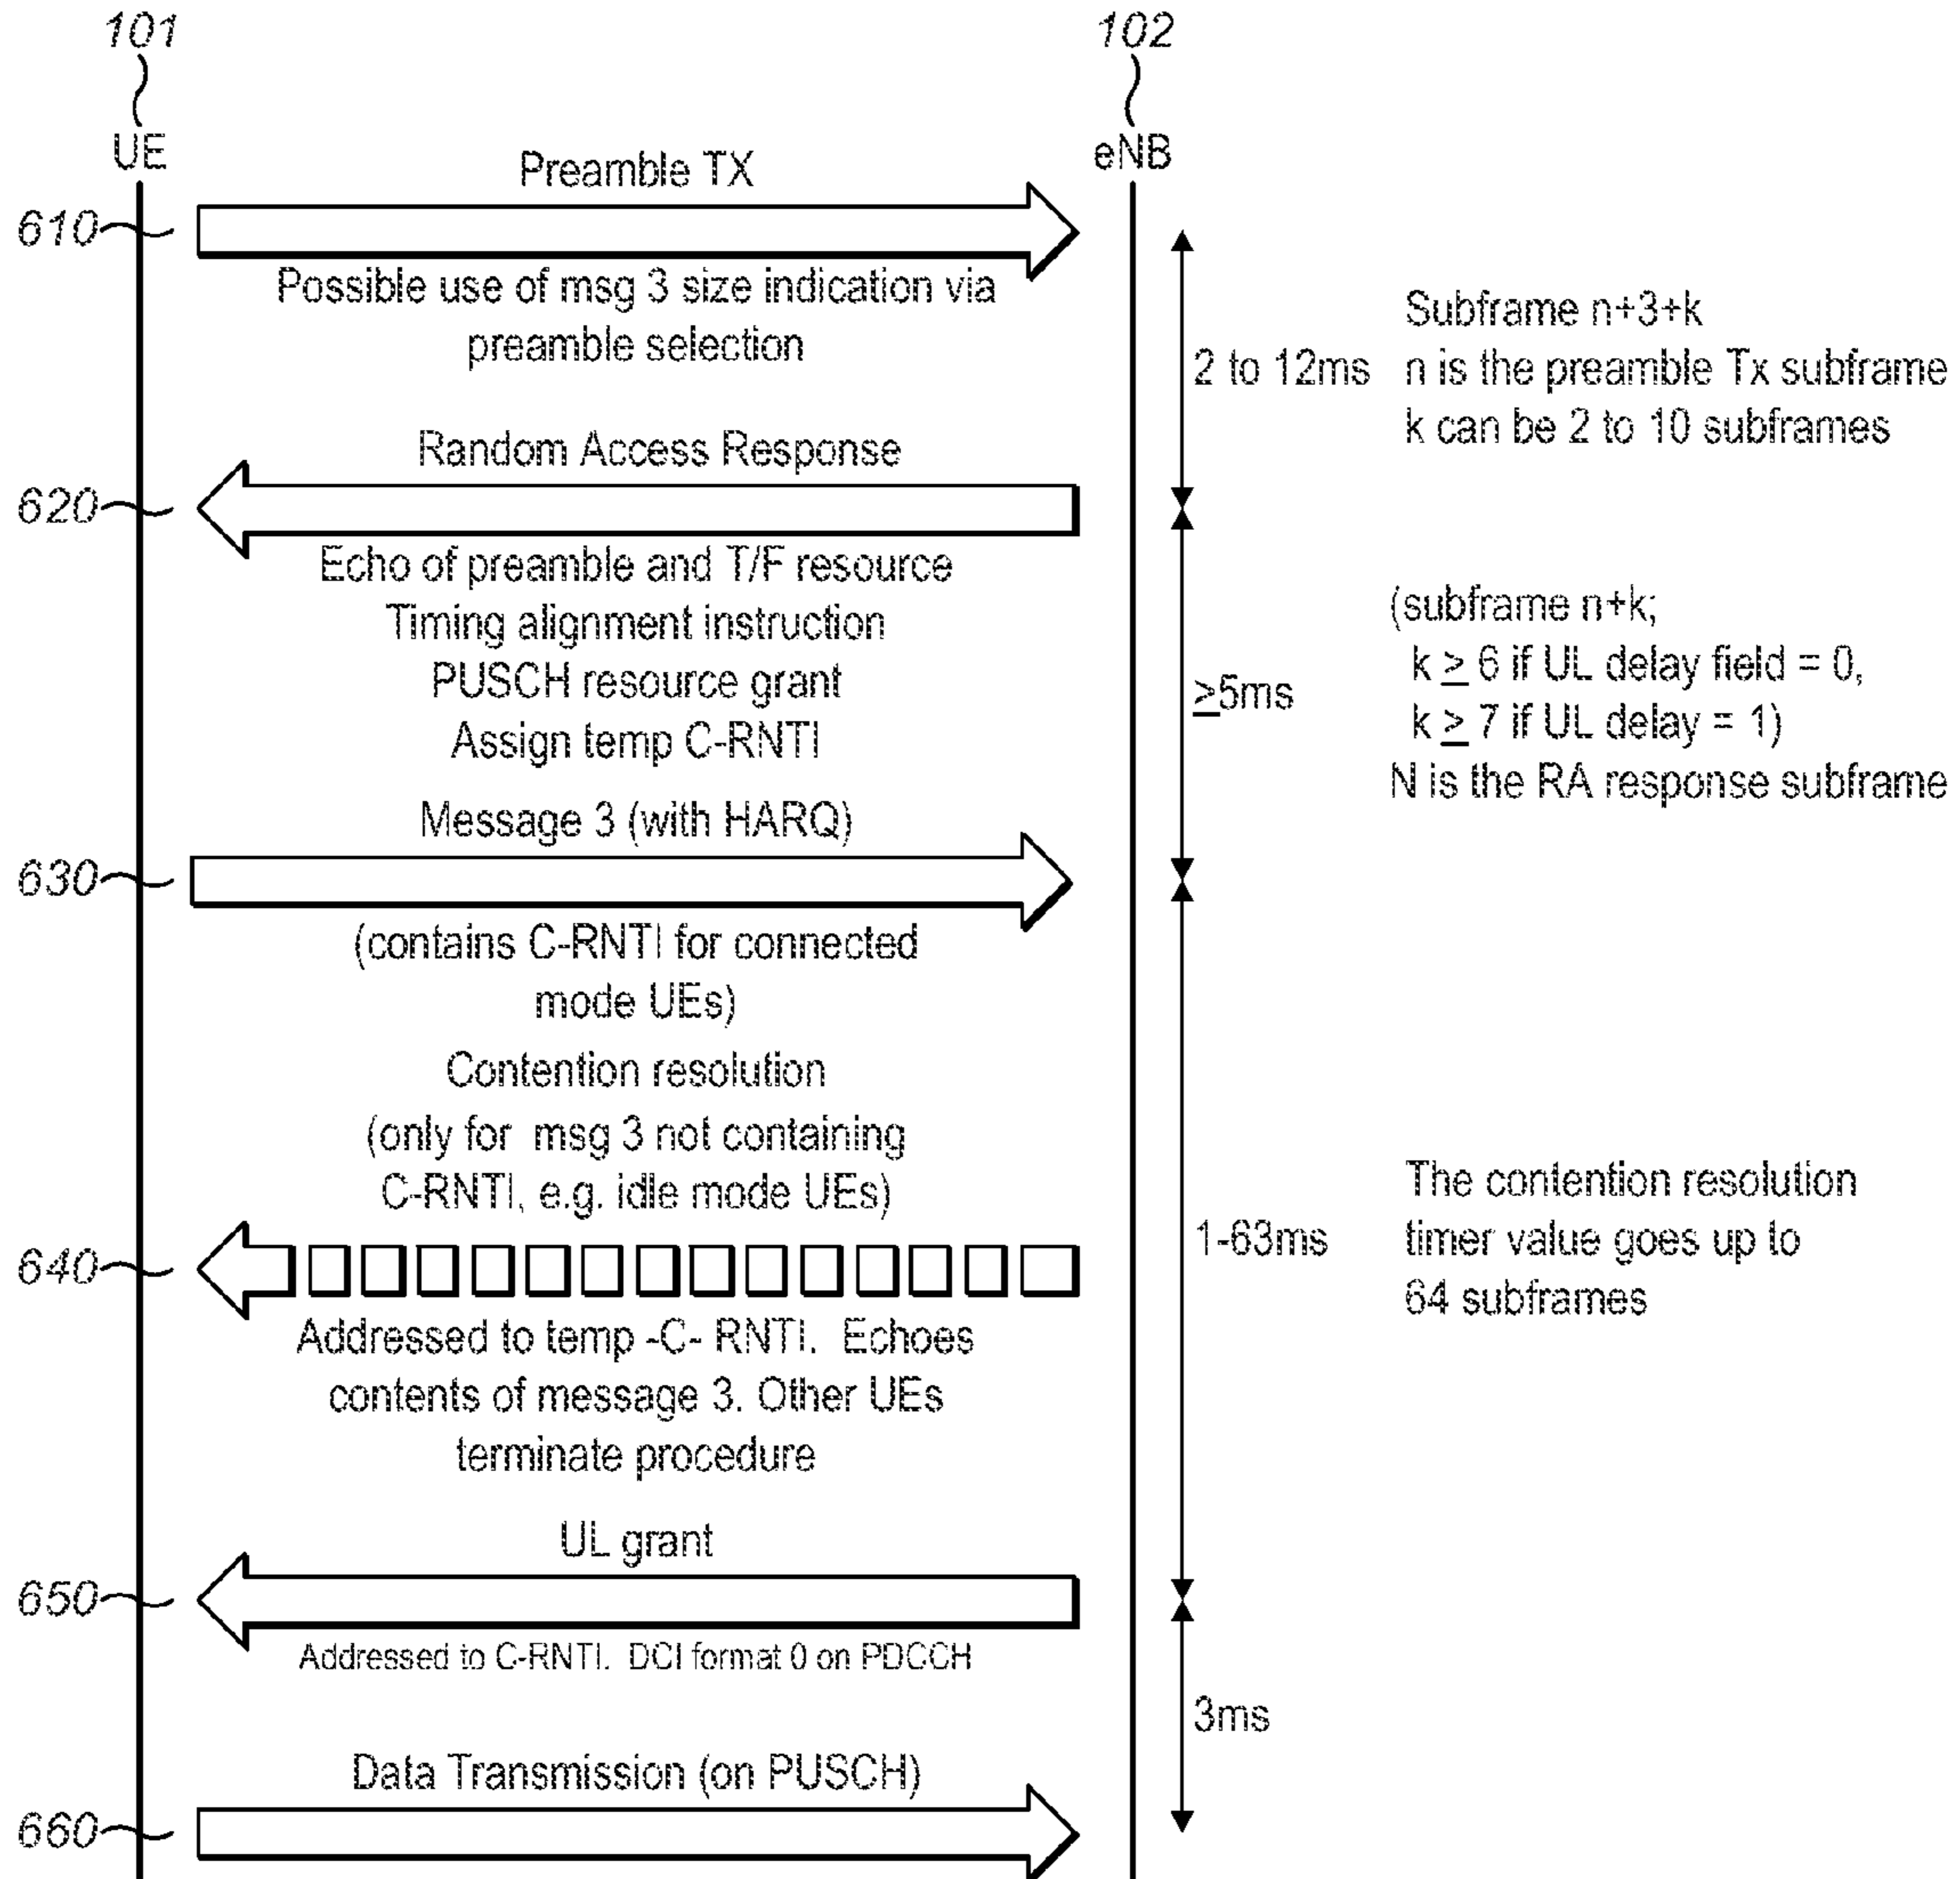 101
102
UE
eNB
Preamble TX
610
Possible use of msg 3 size indication via
preamble selection
2 to 12ms
Subframe n+3+k
n is the preamble Tx subframe
k can be 2 to 10 subframes
Random Access Response
620
Echo of preamble and T/F resource
Timing alignment instruction
PUSCH resource grant
Assign temp C-RNTI
≥5ms
(subframe n+k;
k ≥ 6 if UL delay field = 0,
k ≥ 7 if UL delay = 1)
N is the RA response subframe
Message 3 (with HARQ)
630
(contains C-RNTI for connected
mode UEs)
Contention resolution
(only for msg 3 not containing
C-RNTI, e.g. idle mode UEs)
640
Addressed to temp -C- RNTI. Echoes
contents of message 3. Other UEs
terminate procedure
1-63ms
The contention resolution
timer value goes up to
64 subframes
UL grant
650
Addressed to C-RNTI. DCI format 0 on PDCCH
3ms
Data Transmission (on PUSCH)
660